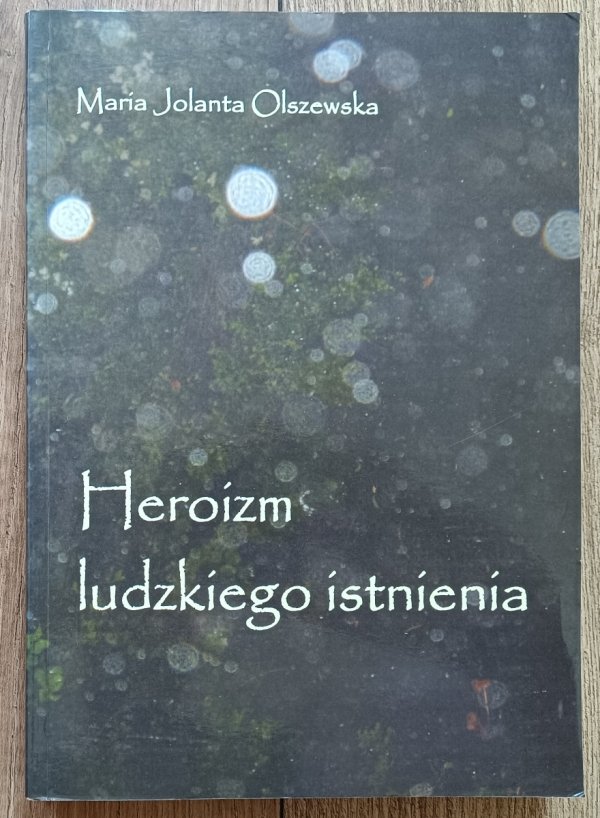 Maria Jolanta Olszewska
Heroizm
ludzkiego istnienia